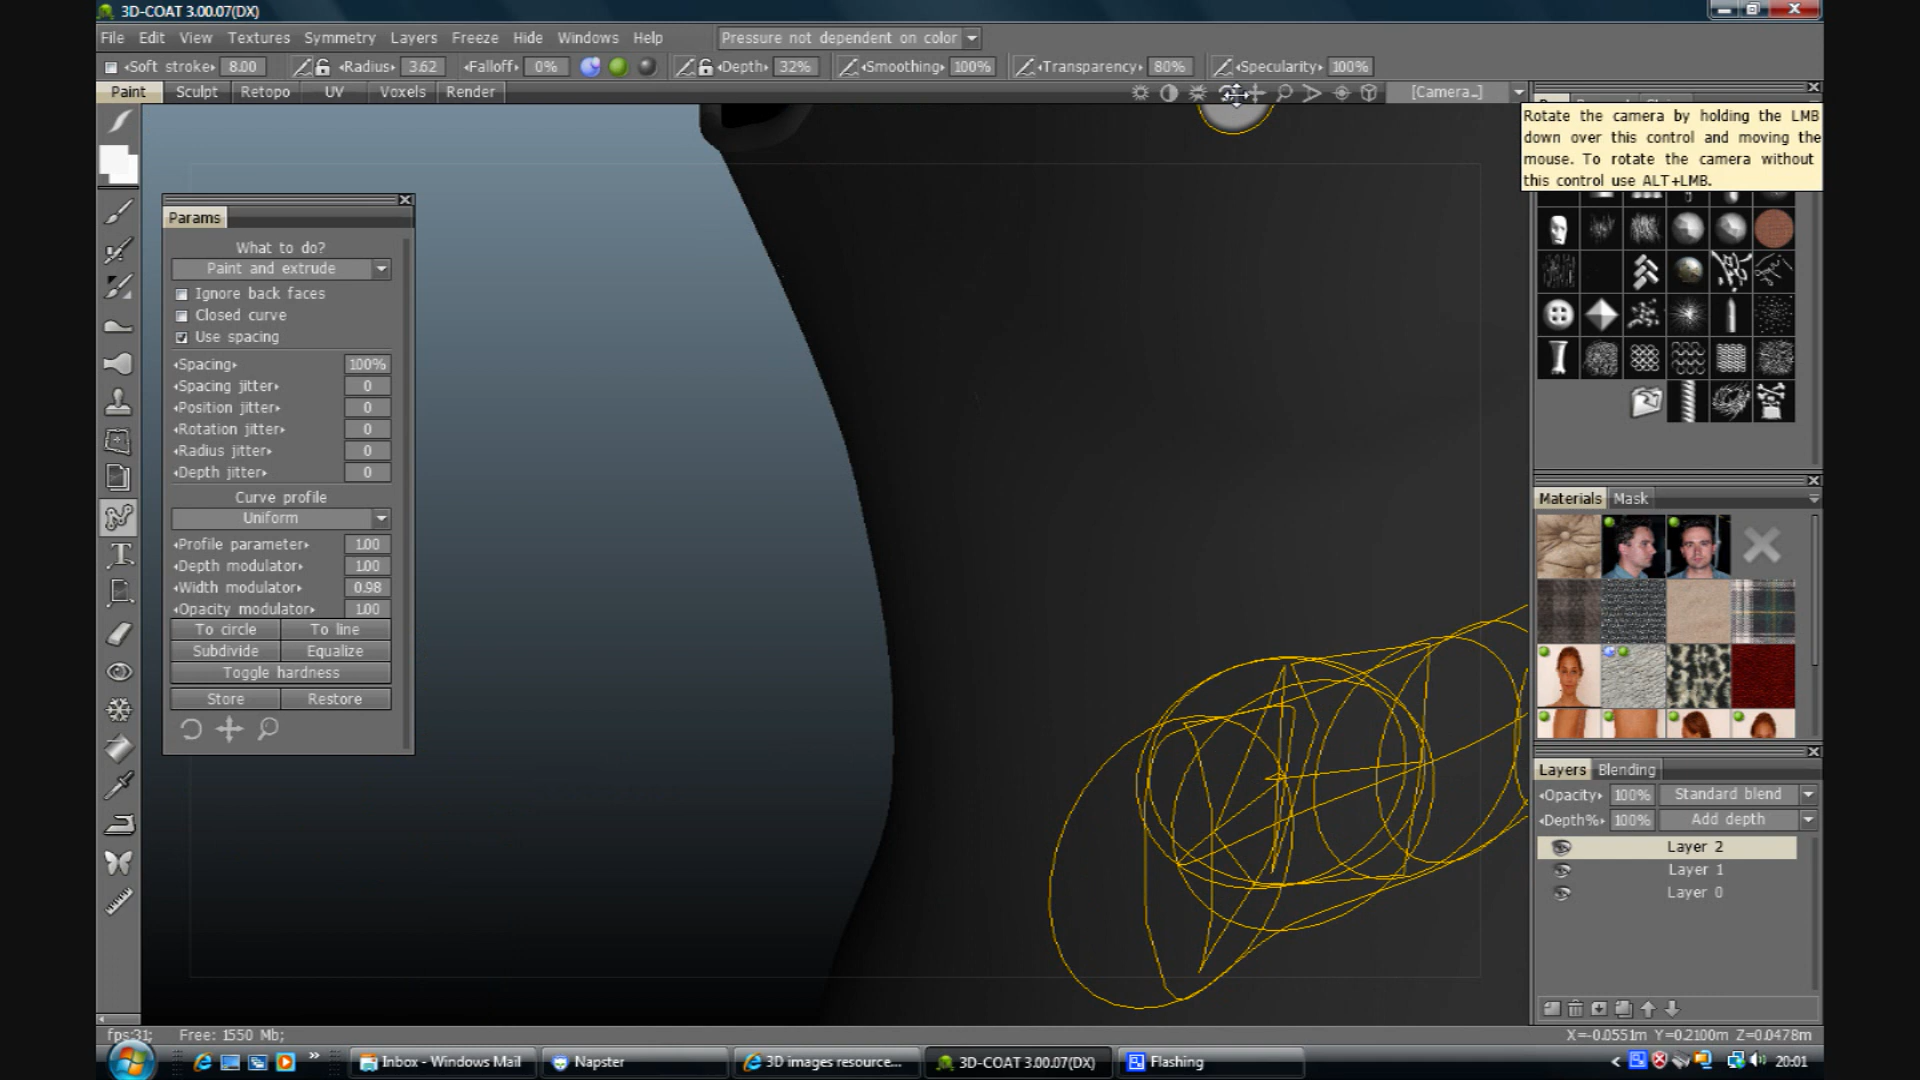 3D-COAT 3.00.07(DX)
File Edit View Textures Symmetry Layers Freeze Hide Windows Help Pressure not dependent on color
Soft stroke 8.00 Radius 3.62 Falloff 0% Depth 32% Smoothing 100% Transparency 80% Specularity 100%
Paint Sculpt Retopo UV Voxels Render [Camera_]
Rotate the camera by holding the LMB
down over this control and moving the
mouse. To rotate the camera without
this control use ALT+LMB.
Params
What to do?
Paint and extrude
Ignore back faces
Closed curve
Use spacing
Spacing 100%
Spacing jitter 0
Position jitter 0
Rotation jitter 0
Radius jitter 0
Depth jitter 0
Curve profile
Uniform
Profile parameter 1.00
Depth modulator 1.00
Width modulator 0.98
Opacity modulator 1.00
To circle To line
Subdivide Equalize
Toggle hardness
Store Restore
Materials Mask
Layers Blending
Opacity 100% Standard blend
Depth% 100% Add depth
Layer 2
Layer 1
Layer 0
fps:31; Free: 1550 Mb; X=-0.0551m Y=0.2100m Z=0.0478m
Inbox - Windows Mail Napster 3D images resource... 3D-COAT 3.00.07(DX) Flashing 20:01